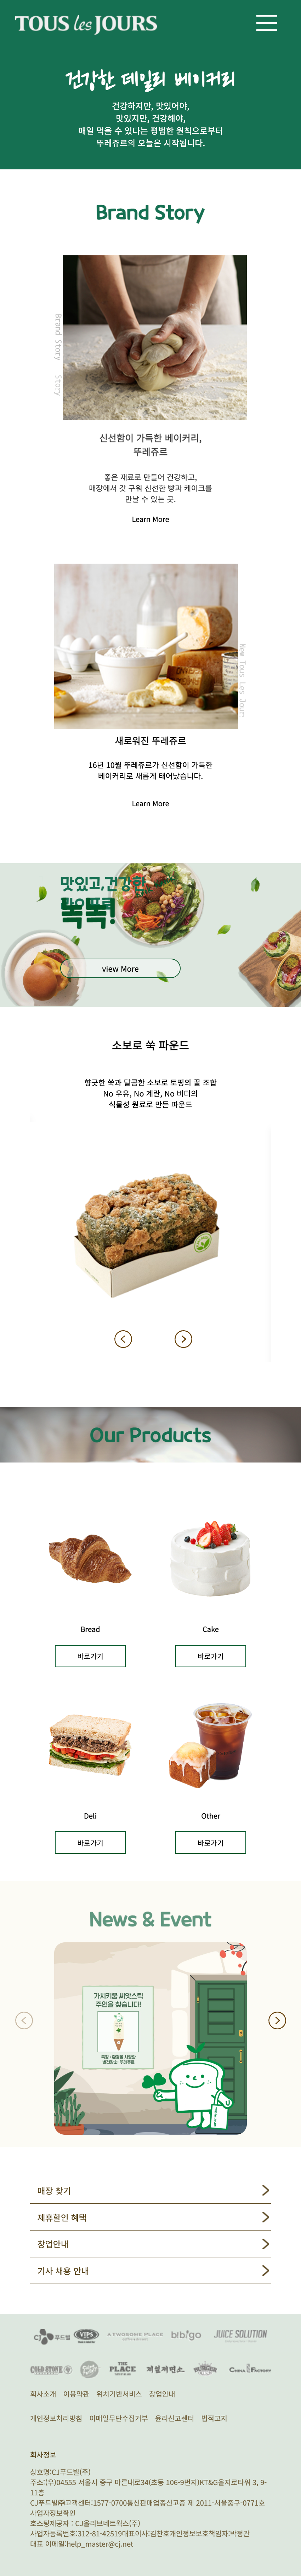 TOUS les JOURS
건강한 데일리 베이커리
건강하지만, 맛있어야,
맛있지만, 건강해야,
매일 먹을 수 있다는 평범한 원칙으로부터
뚜레쥬르의 오늘은 시작됩니다.
Brand Story
Brand Story Story
신선함이 가득한 베이커리,
뚜레쥬르
좋은 재료로 만들어 건강하고,
매장에서 갓 구워 신선한 빵과 케이크를
만날 수 있는 곳.
Learn More
New Tous Les Jour
새로워진 뚜레쥬르
16년 10월 뚜레쥬르가 신선함이 가득한
베이커리로 새롭게 태어났습니다.
Learn More
맛있고,건강한
똑똑!
view More
소보로 쑥 파운드
향긋한 쑥과 달콤한 소보로 토핑의 꿀 조합
No 우유, No 계란, No 버터의
식물성 원료로 만든 파운드
Our Products
Bread
Cake
바로가기
바로가기
Deli
Other
바로가기
바로가기
News & Event
가지키울 씨앗스틱
주인을 찾습니다!
매장 찾기
제휴할인 혜택
창업안내
기사 채용 안내
CJ푸드빌 VIPS A TWOSOME PLACE bibigo JUICE SOLUTION
COLD STONE THE PLACE 제일제면소 CHINA FACTORY
회사소개 이용약관 위치기반서비스 창업안내
개인정보처리방침 이메일무단수집거부 윤리신고센터 법적고지
회사정보
상호명:CJ푸드빌(주)
주소:(우)04555 서울시 중구 마른내로34(초동 106-9번지)KT&G을지로타워 3, 9-
11층
CJ푸드빌㈜고객센터:1577-0700통신판매업종신고증 제 2011-서울중구-0771호
사업자정보확인
호스팅제공자 : CJ올리브네트웍스(주)
사업자등록번호:312-81-42519대표이사:김찬호개인정보보호책임자:박정관
대표 이메일:help_master@cj.net